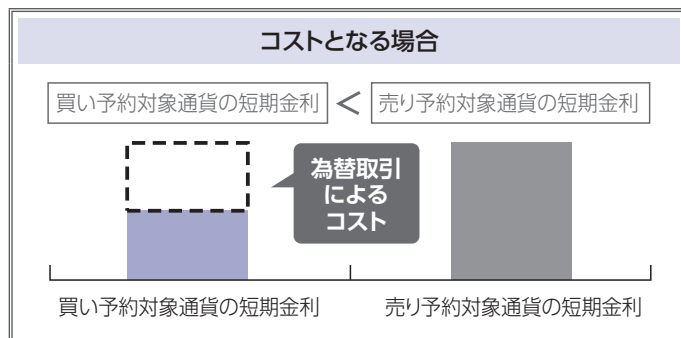 コストとなる場合
買い予約対象通貨の短期金利 < 売り予約対象通貨の短期金利
為替取引
による
コスト
買い予約対象通貨の短期金利 売り予約対象通貨の短期金利